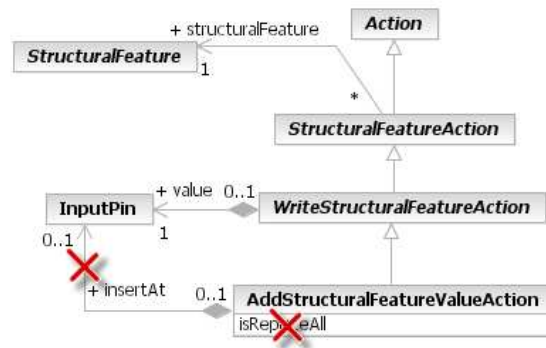 + structuralFeature
Action
StructuralFeature
1
*
StructuralFeatureAction
+ value
0..1
InputPin
WriteStructuralFeatureAction
1
0..1
+ insertAt
0..1
AddStructuralFeatureValueAction